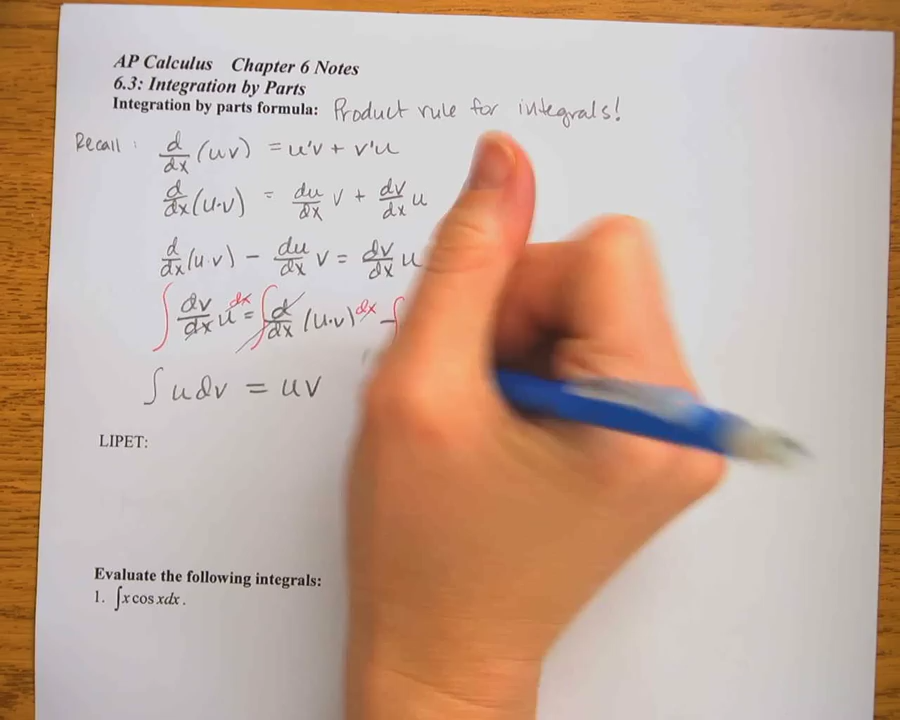 AP Calculus Chapter 6 Notes
6.3: Integration by Parts
Integration by parts formula: Product rule for integrals!
Recall: d/dx (uv) = u'v + v'u
d/dx (u·v) = du/dx v + dv/dx u
d/dx (u·v) - du/dx v = dv/dx u
∫ dv/dx u dx = ∫ d/dx (u·v) dx - ∫
∫ u dv = uv
LIPET:
Evaluate the following integrals:
1. ∫x cos xdx.